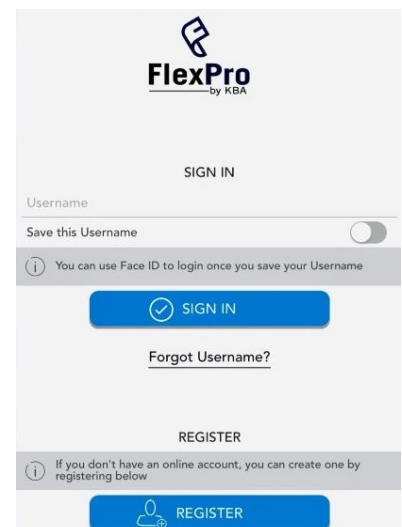 FlexPro
by KBA
SIGN IN
Username
Save this Username
You can use Face ID to login once you save your Username
SIGN IN
Forgot Username?
REGISTER
If you don't have an online account, you can create one by
registering below
REGISTER